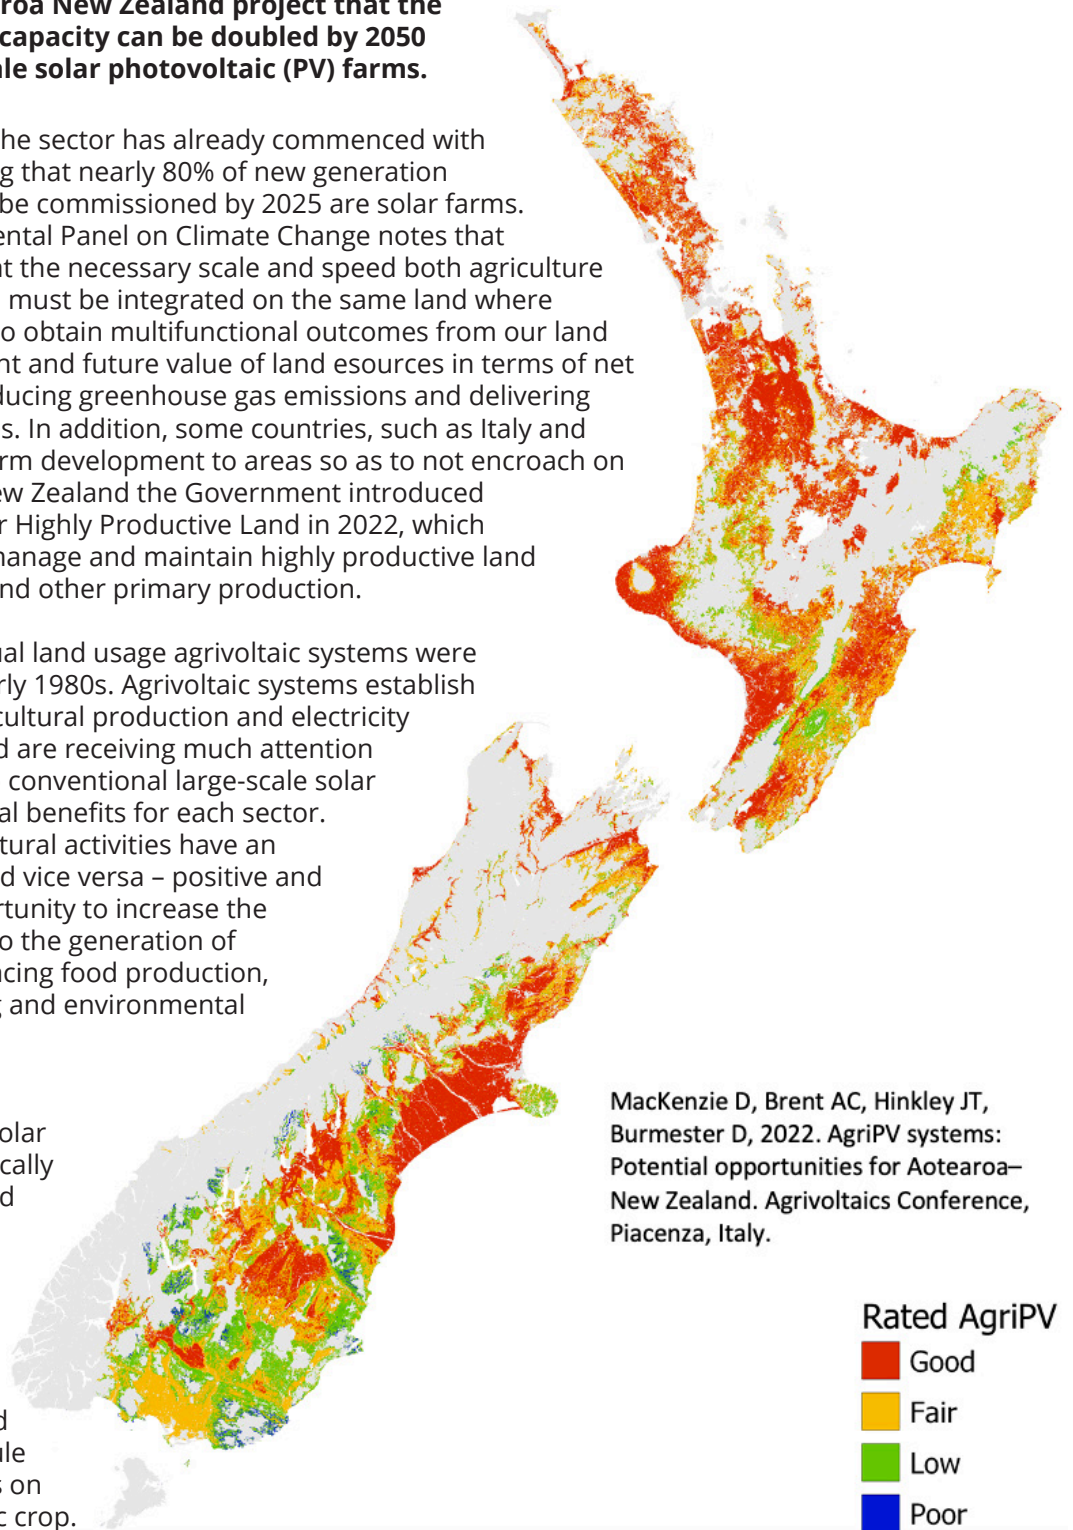 roa New Zealand project that the
capacity can be doubled by 2050
ale solar photovoltaic (PV) farms.
he sector has already commenced with
g that nearly 80% of new generation
be commissioned by 2025 are solar farms.
ental Panel on Climate Change notes that
at the necessary scale and speed both agriculture
must be integrated on the same land where
o obtain multifunctional outcomes from our land
nt and future value of land esources in terms of net
ducing greenhouse gas emissions and delivering
s. In addition, some countries, such as Italy and
rm development to areas so as to not encroach on
ew Zealand the Government introduced
r Highly Productive Land in 2022, which
manage and maintain highly productive land
nd other primary production.
ual land usage agrivoltaic systems were
rly 1980s. Agrivoltaic systems establish
cultural production and electricity
d are receiving much attention
conventional large-scale solar
al benefits for each sector.
tural activities have an
d vice versa – positive and
rtunity to increase the
o the generation of
ncing food production,
g and environmental
olar
cally
d
d
ule
s on
c crop.
MacKenzie D, Brent AC, Hinkley JT,
Burmester D, 2022. AgriPV systems:
Potential opportunities for Aotearoa–
New Zealand. Agrivoltaics Conference,
Piacenza, Italy.
Rated AgriPV
Good
Fair
Low
Poor